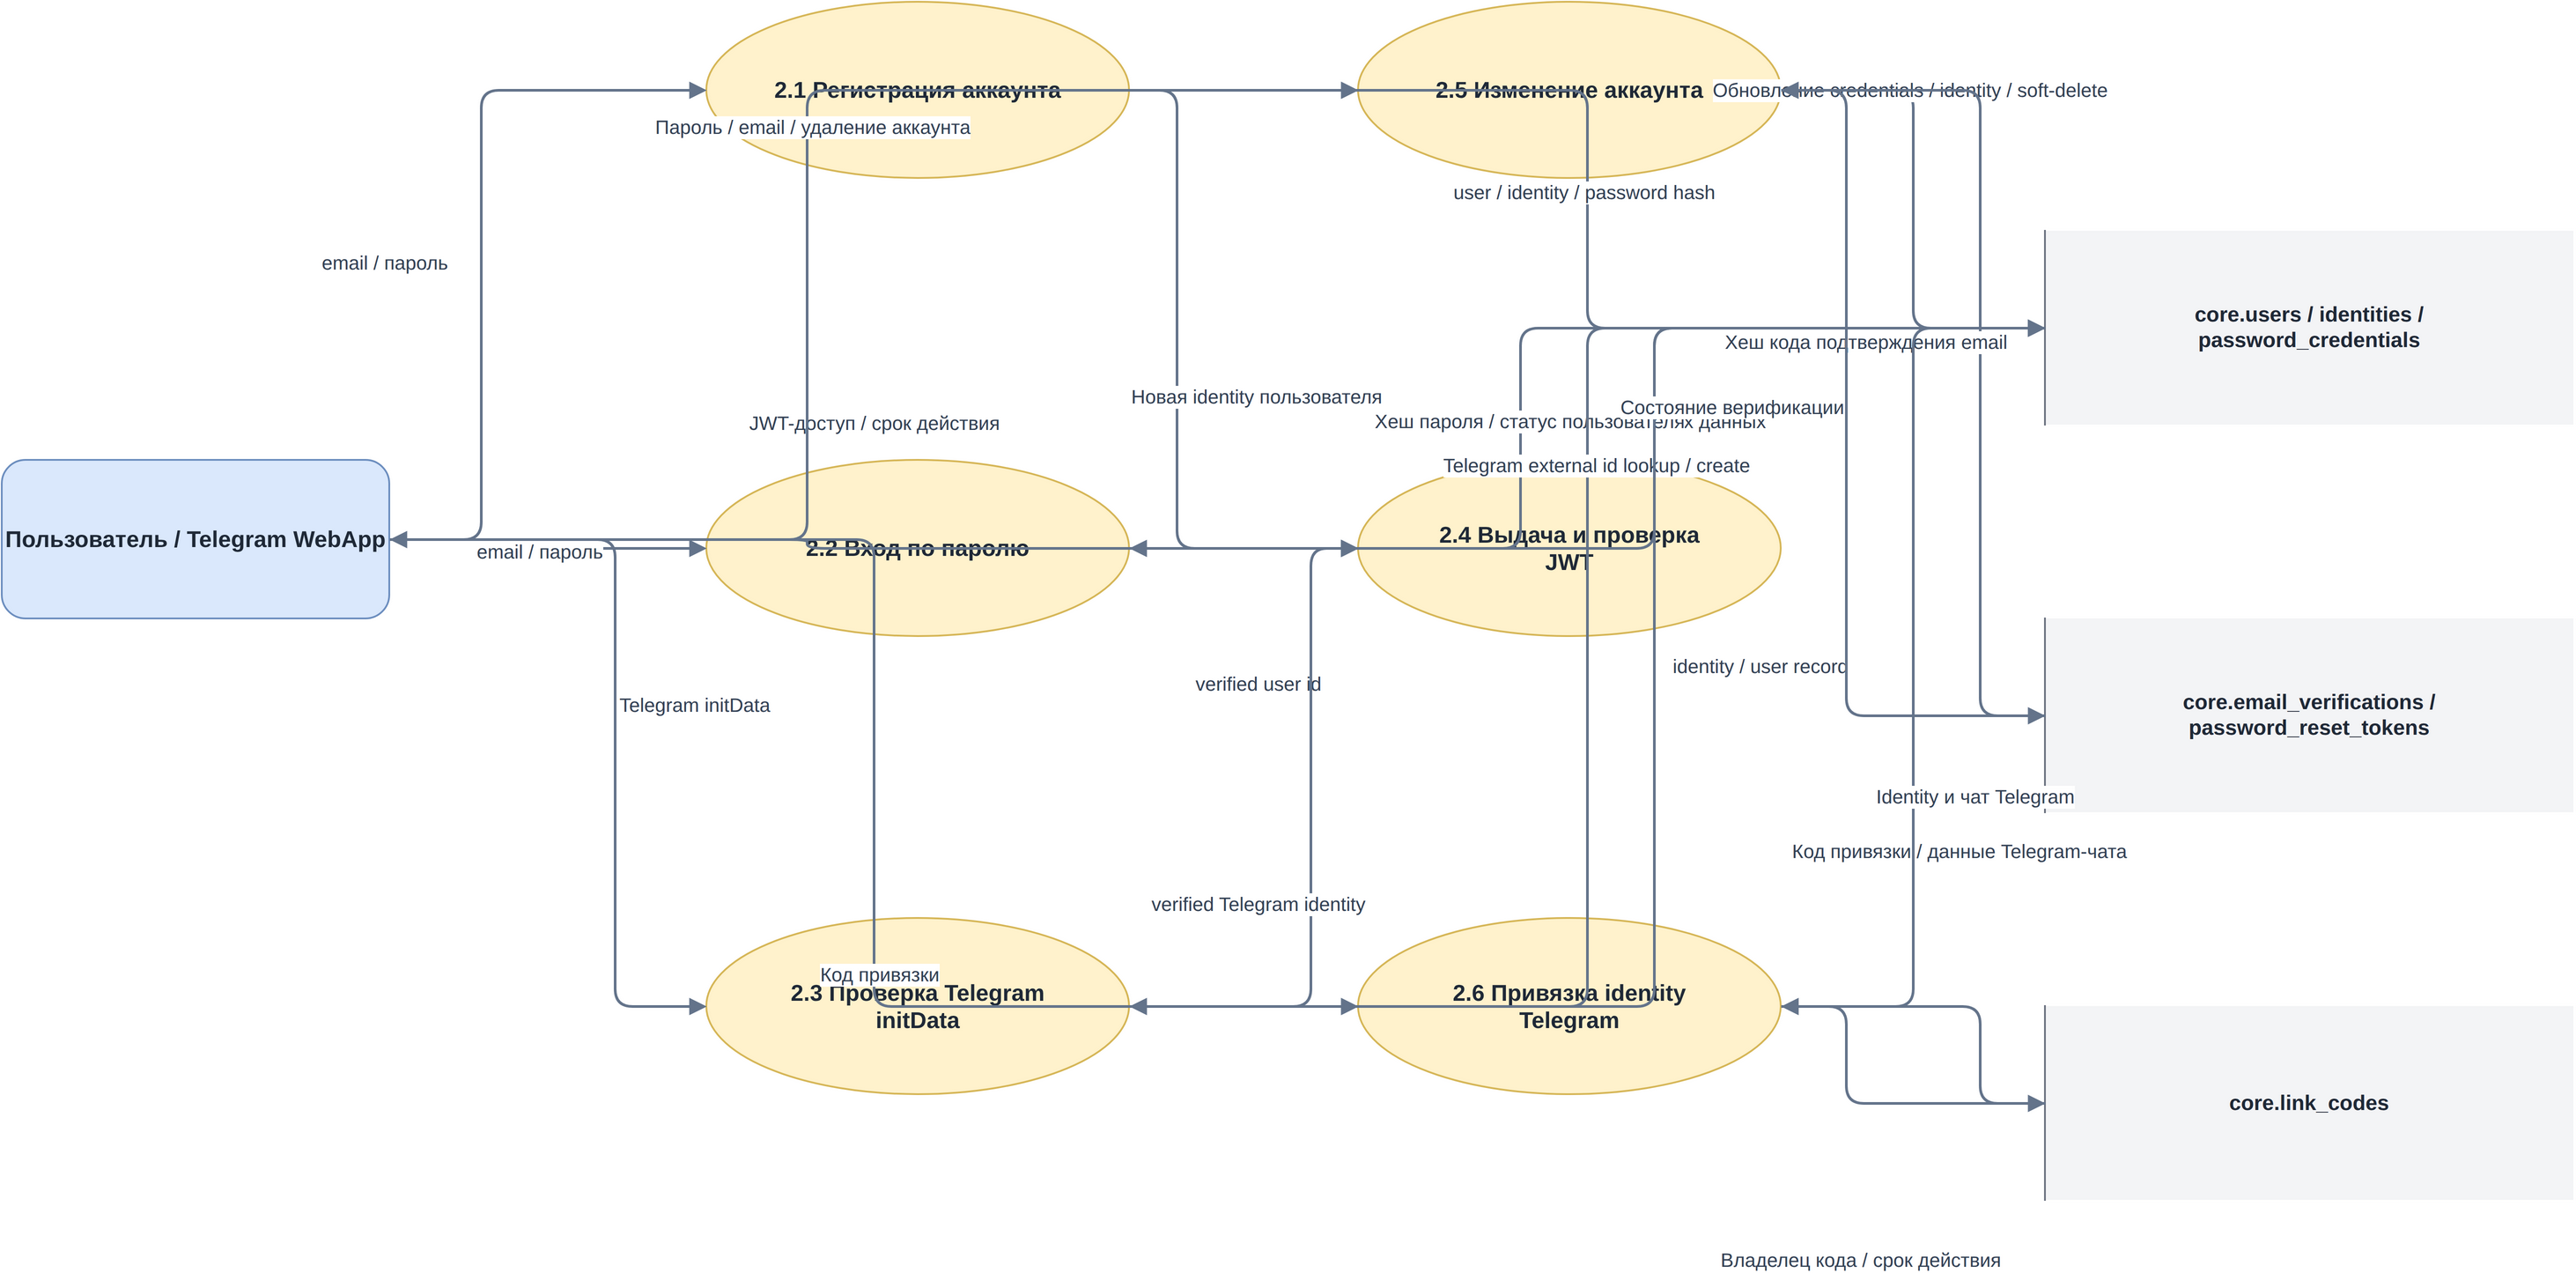 2.1 Регистрация аккаунта
2.5 Изменение аккаунта
Обновление credentials / identity / soft-delete
Пароль / email / удаление аккаунта
user / identity / password hash
email / пароль
core.users / identities /
password_credentials
Хеш кода подтверждения email
Новая identity пользователя
Состояние верификации
JWT-доступ / срок действия
Хеш пароля / статус пользователях данных
Telegram external id lookup / create
Пользователь / Telegram WebApp
email / пароль
2.2 Вход по паролю
2.4 Выдача и проверка
JWT
verified user id
identity / user record
Telegram initData
core.email_verifications /
password_reset_tokens
Identity и чат Telegram
Код привязки / данные Telegram-чата
verified Telegram identity
Код привязки
2.3 Проверка Telegram
initData
2.6 Привязка identity
Telegram
core.link_codes
Владелец кода / срок действия